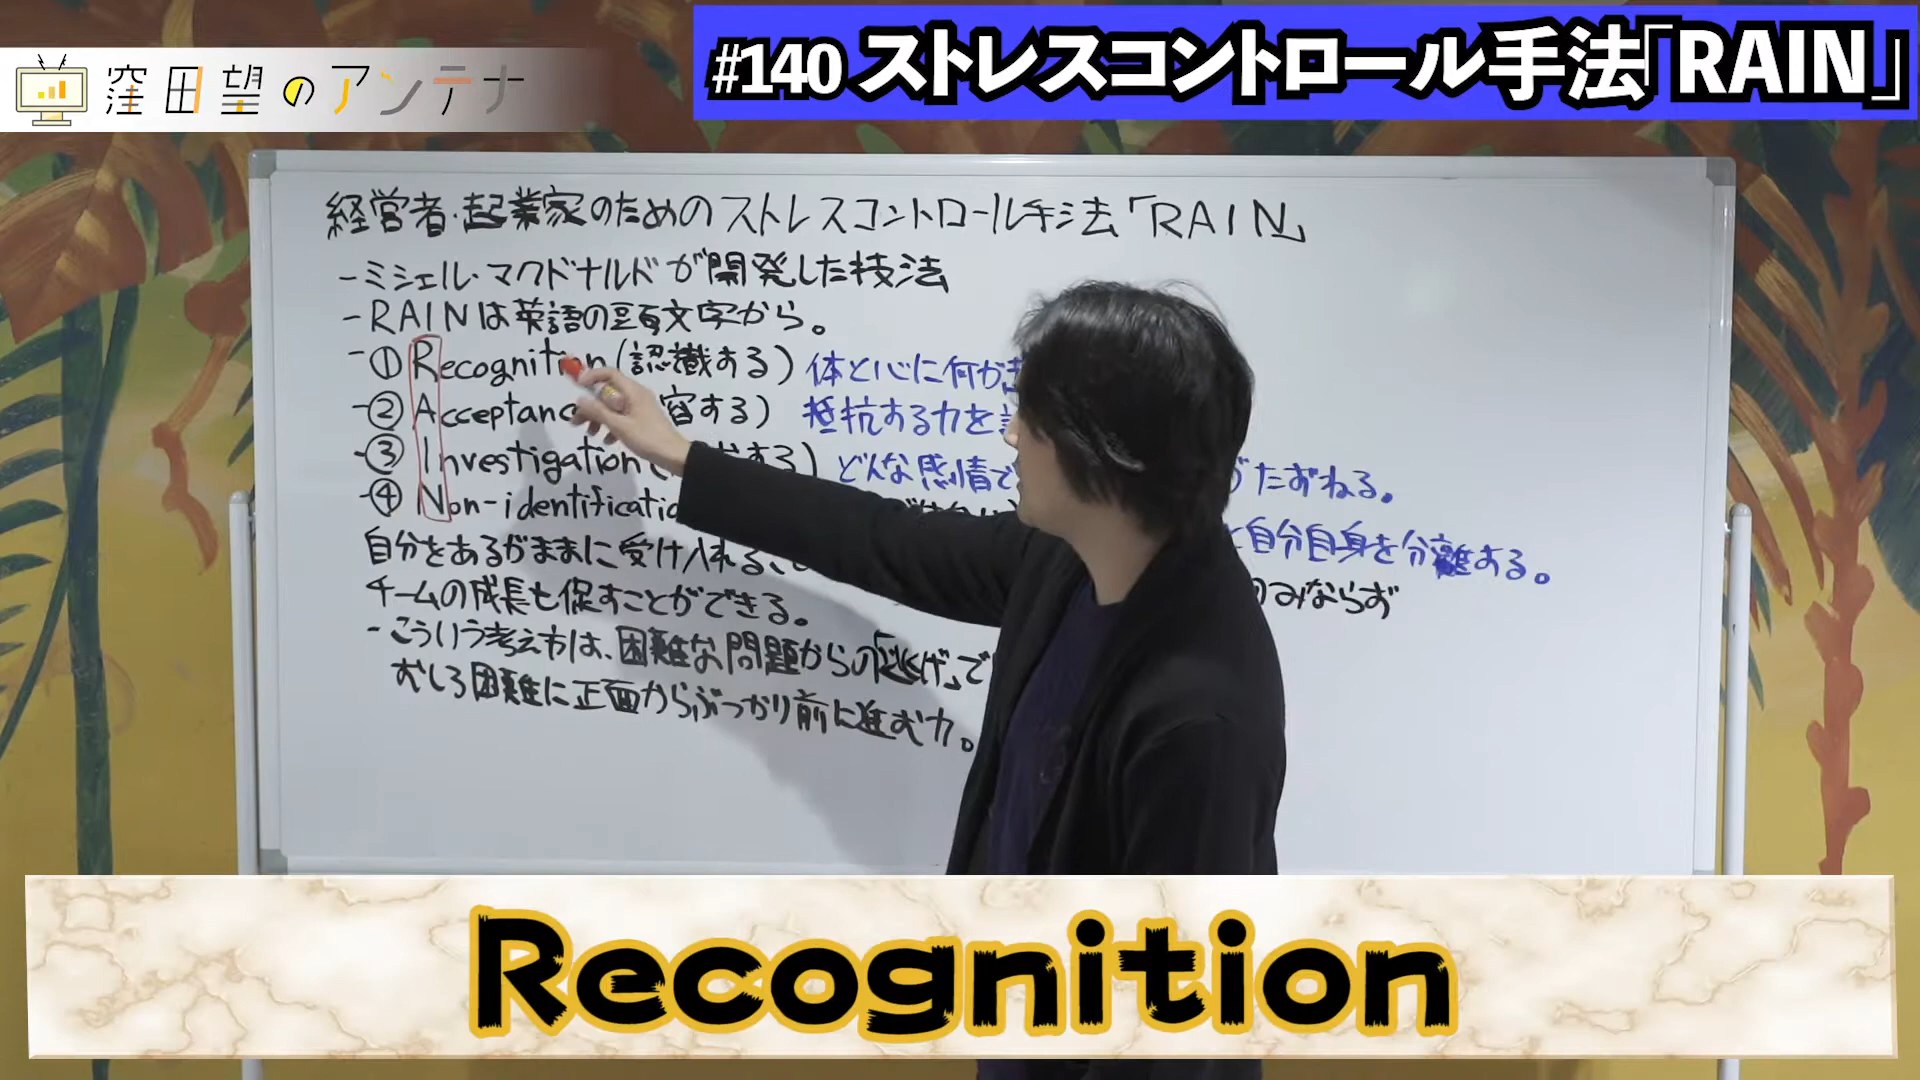 #140 ストレスコントロール手法「RAIN」
窪田望のアンテナ
経営者・起業家のためのストレスコントロール手法「RAIN」
-ミシェル・マクドナルドが開発した技法
-RAINは英語の頭文字から。
-① Recognition (認識する) 体と心に何が
-② Acceptanc 容する) 抵抗する力を
-③ Investigation ( する) どんな感情で たずねる。
-④ Non-identificatio と自分自身を分離する。
自分をあるがままに受け入れる、 のみならず
チームの成長も促すことができる。
-こういう考え方は、困難な問題からの「逃げ」で
むしろ困難に正面からぶつかり前に進む力。
Recognition